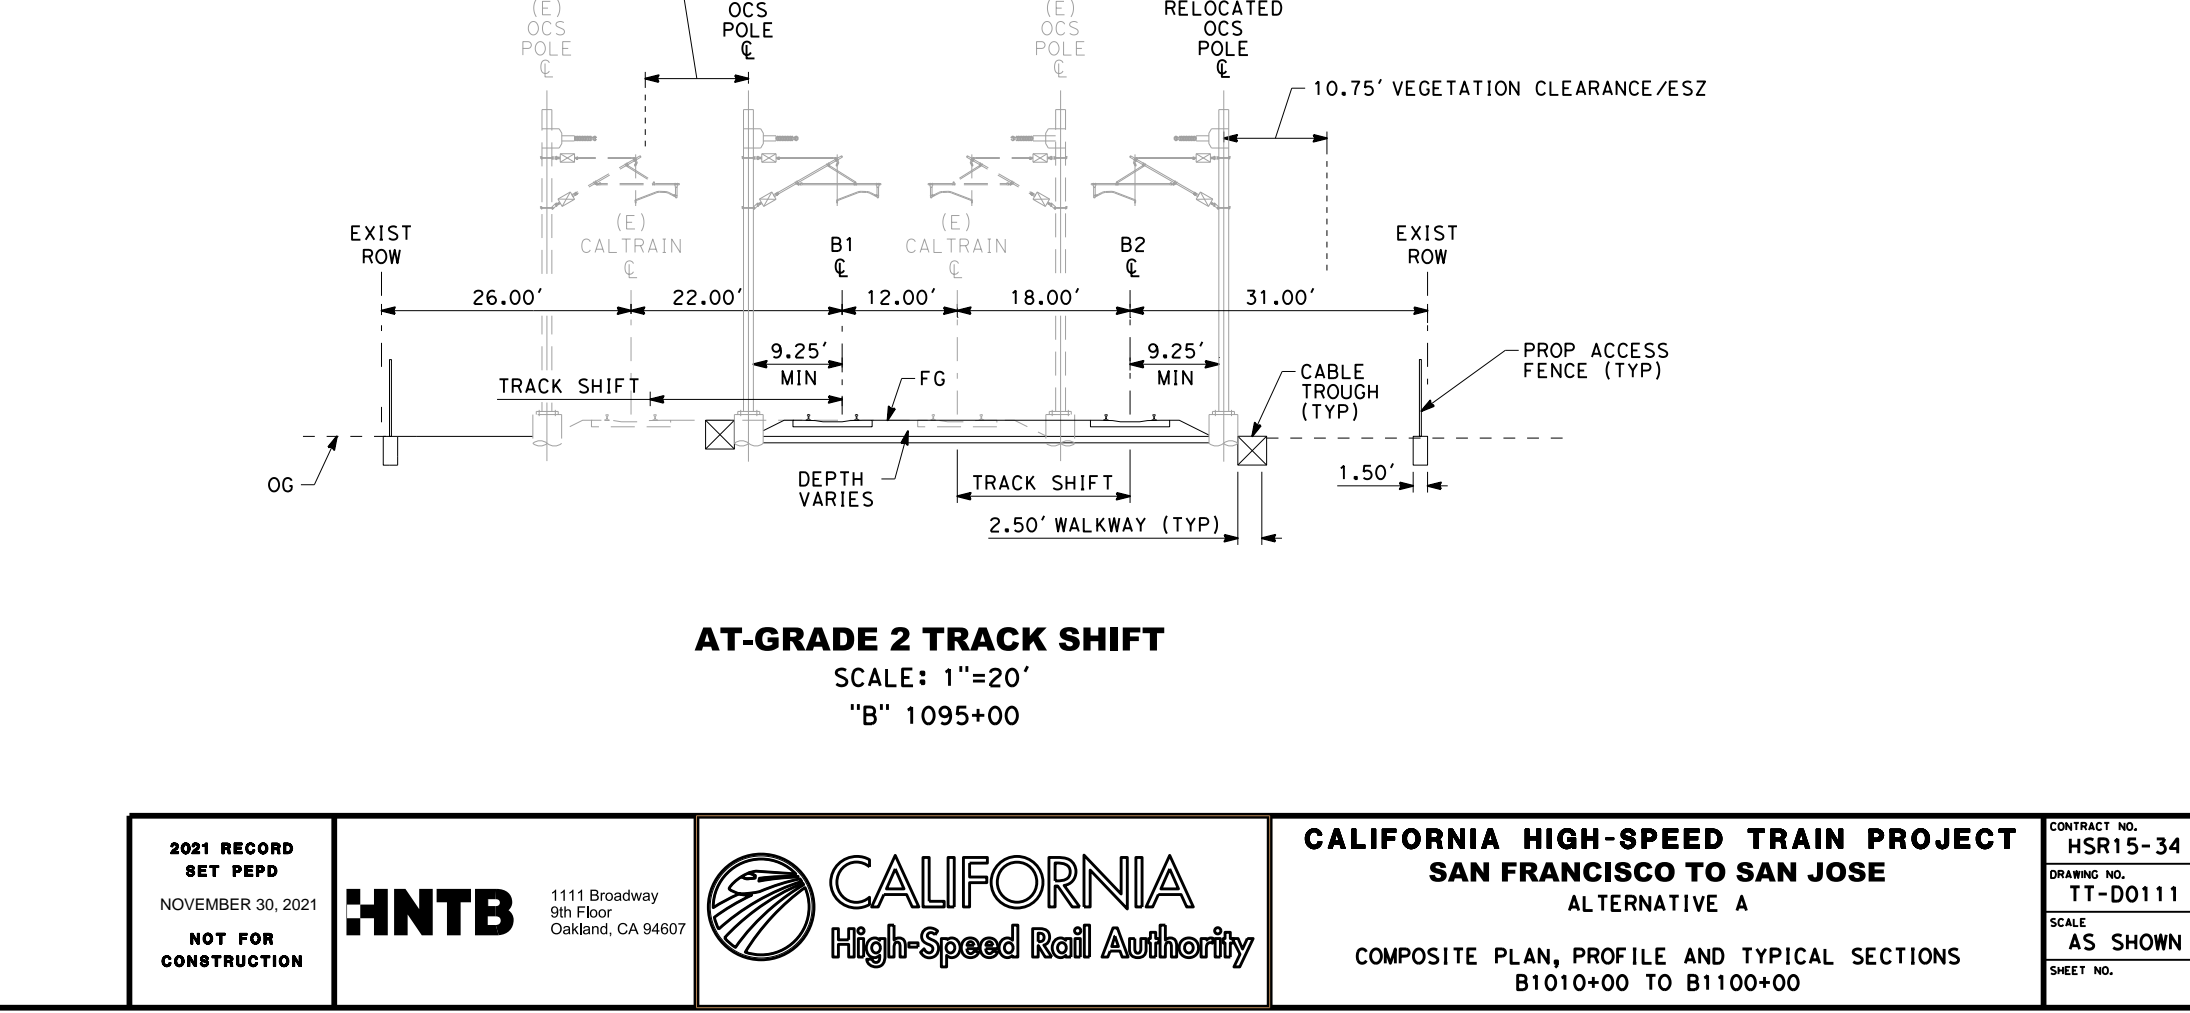 (E)
OCS
POLE
℄
OCS
POLE
℄
(E)
OCS
POLE
℄
RELOCATED
OCS
POLE
℄
10.75' VEGETATION CLEARANCE/ESZ
EXIST
ROW
(E)
CALTRAIN
℄
B1
℄
(E)
CALTRAIN
℄
B2
℄
EXIST
ROW
26.00'
22.00'
12.00'
18.00'
31.00'
9.25'
MIN
9.25'
MIN
TRACK SHIFT
FG
CABLE
TROUGH
(TYP)
PROP ACCESS
FENCE (TYP)
OG
DEPTH
VARIES
TRACK SHIFT
1.50'
2.50' WALKWAY (TYP)
AT-GRADE 2 TRACK SHIFT
SCALE: 1"=20'
"B" 1095+00
2021 RECORD
SET PEPD
NOVEMBER 30, 2021
NOT FOR
CONSTRUCTION
HNTB
1111 Broadway
9th Floor
Oakland, CA 94607
CALIFORNIA
High-Speed Rail Authority
CALIFORNIA HIGH-SPEED TRAIN PROJECT
SAN FRANCISCO TO SAN JOSE
ALTERNATIVE A
COMPOSITE PLAN, PROFILE AND TYPICAL SECTIONS
B1010+00 TO B1100+00
CONTRACT NO.
HSR15-34
DRAWING NO.
TT-D0111
SCALE
AS SHOWN
SHEET NO.